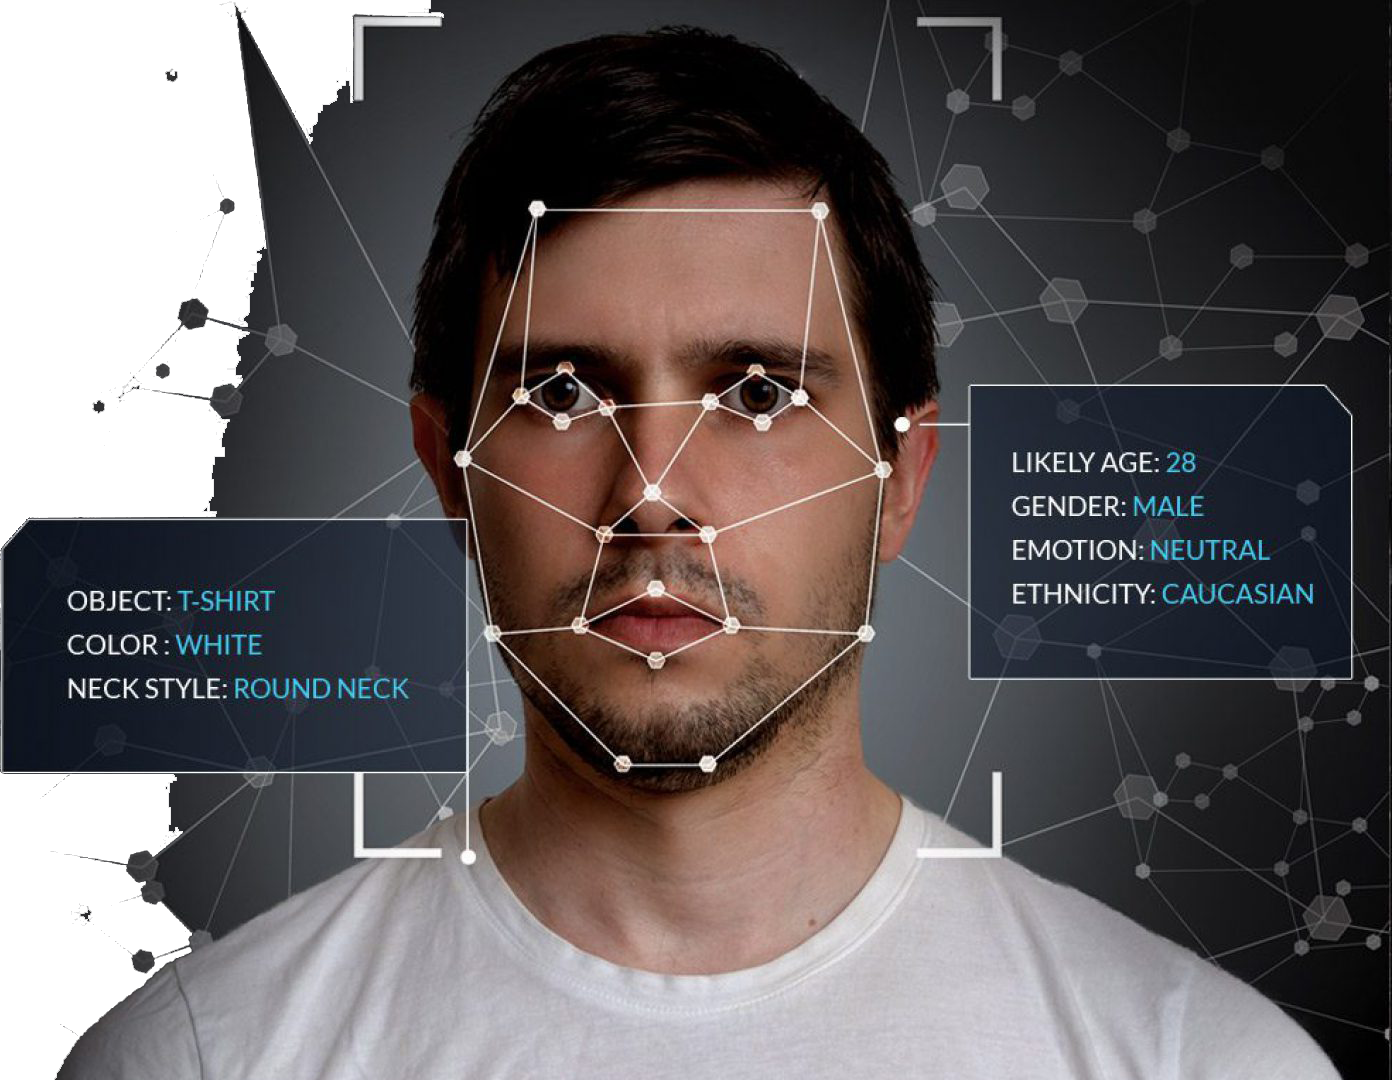 LIKELY AGE: 28
GENDER: MALE
EMOTION: NEUTRAL
ETHNICITY: CAUCASIAN
OBJECT: T-SHIRT
COLOR : WHITE
NECK STYLE: ROUND NECK